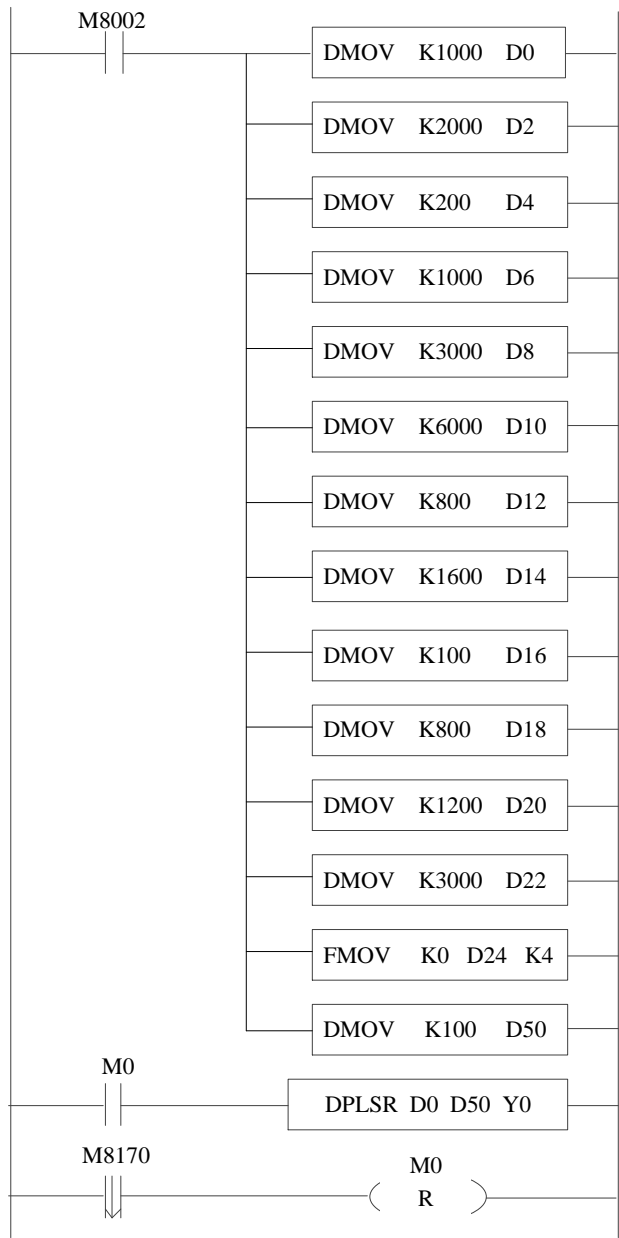 M8002
DMOV K1000 D0
DMOV K2000 D2
DMOV K200 D4
DMOV K1000 D6
DMOV K3000 D8
DMOV K6000 D10
DMOV K800 D12
DMOV K1600 D14
DMOV K100 D16
DMOV K800 D18
DMOV K1200 D20
DMOV K3000 D22
FMOV K0 D24 K4
DMOV K100 D50
M0
DPLSR D0 D50 Y0
M8170
M0
R